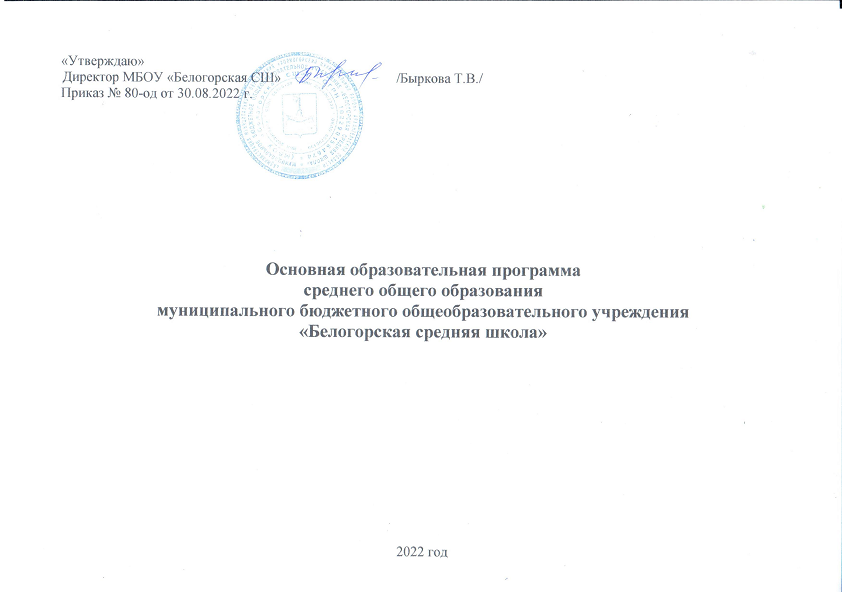 «Утверждаю»
Директор МБОУ «Белогорская СШ» /Быркова Т.В./
Приказ № 80-од от 30.08.2022 г.
Основная образовательная программа
среднего общего образования
муниципального бюджетного общеобразовательного учреждения
«Белогорская средняя школа»
2022 год